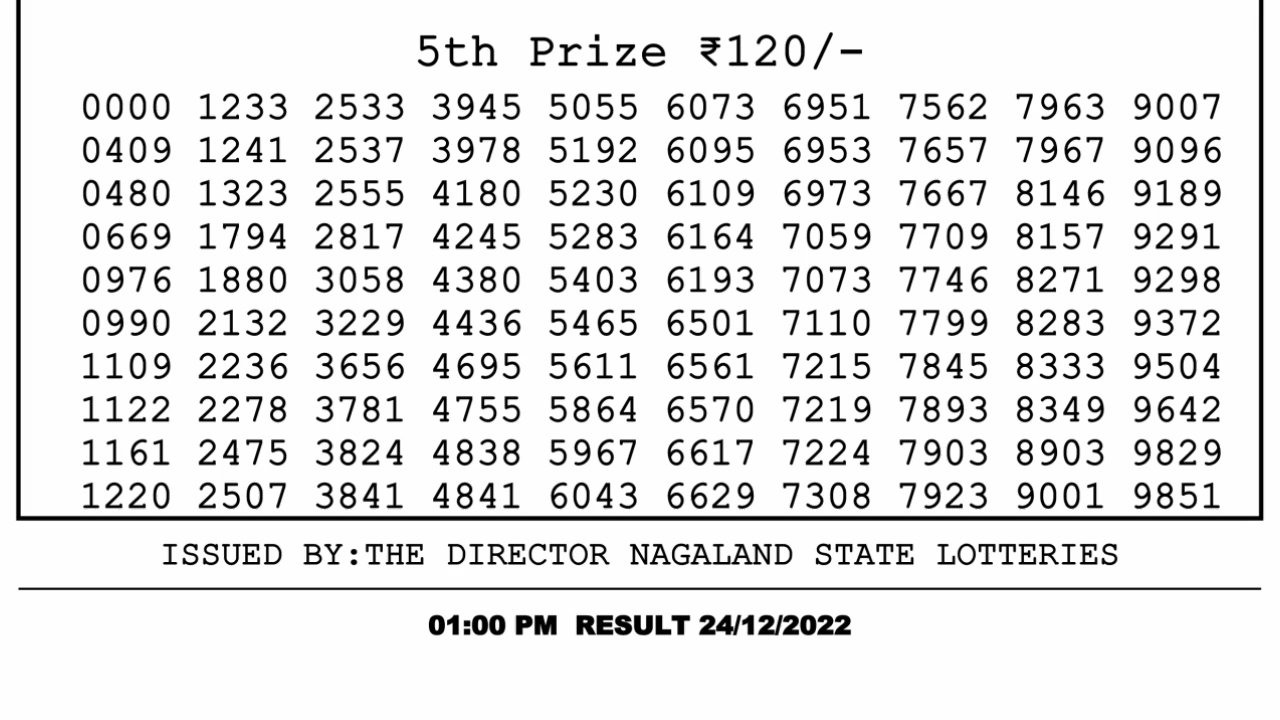 5th Prize ₹120/-
0000 1233 2533 3945 5055 6073 6951 7562 7963 9007
0409 1241 2537 3978 5192 6095 6953 7657 7967 9096
0480 1323 2555 4180 5230 6109 6973 7667 8146 9189
0669 1794 2817 4245 5283 6164 7059 7709 8157 9291
0976 1880 3058 4380 5403 6193 7073 7746 8271 9298
0990 2132 3229 4436 5465 6501 7110 7799 8283 9372
1109 2236 3656 4695 5611 6561 7215 7845 8333 9504
1122 2278 3781 4755 5864 6570 7219 7893 8349 9642
1161 2475 3824 4838 5967 6617 7224 7903 8903 9829
1220 2507 3841 4841 6043 6629 7308 7923 9001 9851
ISSUED BY:THE DIRECTOR NAGALAND STATE LOTTERIES
01:00 PM RESULT 24/12/2022